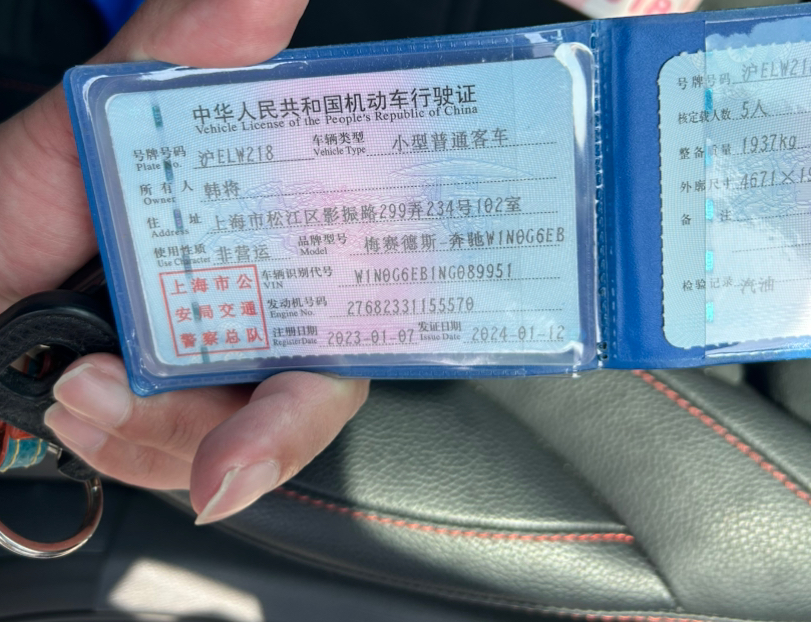 中华人民共和国机动车行驶证
Vehicle License of the People's Republic of China
号牌号码 沪ELW218 车辆类型 小型普通客车
Plate No. Vehicle Type
所有人 韩将
Owner
住址 上海市松江区影振路299弄234号102室
Address
使用性质 非营运 品牌型号 梅赛德斯-奔驰W1N0G6EB
Use Character Model
上海市公
安局交通
警察总队
车辆识别代号 W1N0G6EB1NG089951
VIN
发动机号码 27682331155570
Engine No.
注册日期 2023-01-07 发证日期 2024-01-12
Register Date Issue Date
号牌号码 沪ELW21
核定载人数 5人
整备质量 1937kg
外廓尺寸 4671×19
备注
检验记录 汽油